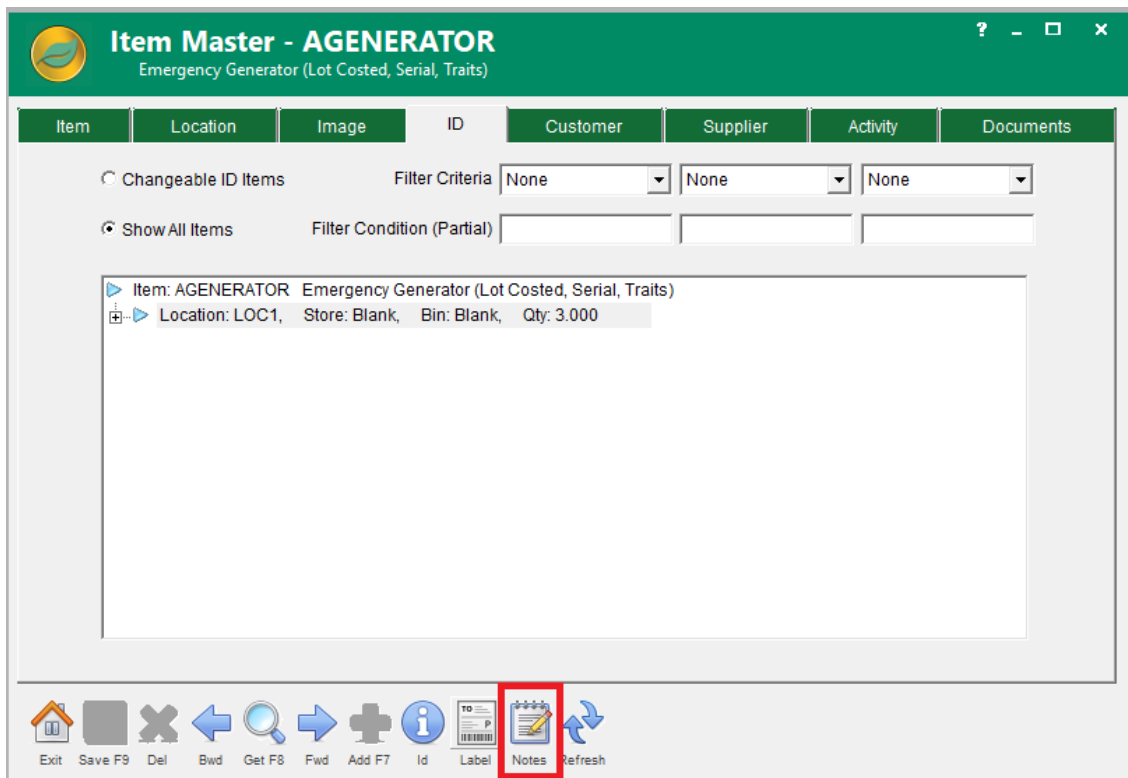 Item Master - AGENERATOR
? _ x
Emergency Generator (Lot Costed, Serial, Traits)
Item Location Image ID Customer Supplier Activity Documents
Changeable ID Items Filter Criteria None None None
Show All Items Filter Condition (Partial)
Item: AGENERATOR Emergency Generator (Lot Costed, Serial, Traits)
Location: LOC1, Store: Blank, Bin: Blank, Qty: 3.000
TO
P
Exit Save F9 Del Bwd Get F8 Fwd Add F7 Id Label Notes Refresh